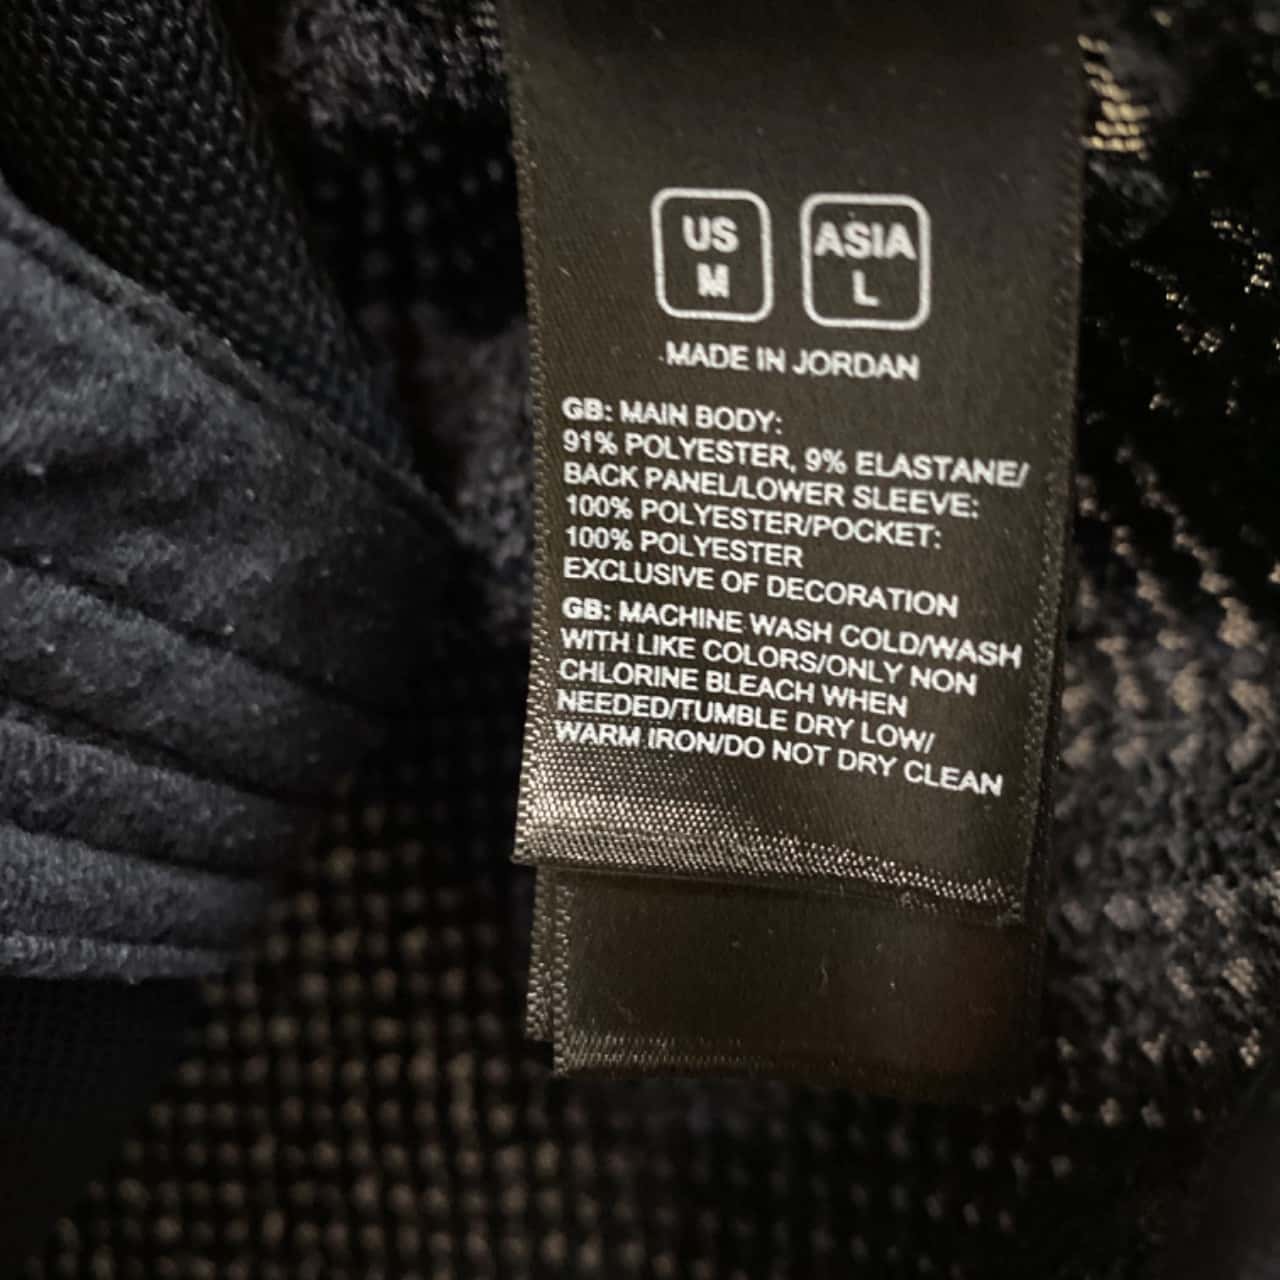 US
M
ASIA
L
MADE IN JORDAN
GB: MAIN BODY:
91% POLYESTER, 9% ELASTANE/
BACK PANEL/LOWER SLEEVE:
100% POLYESTER/POCKET:
100% POLYESTER
EXCLUSIVE OF DECORATION
GB: MACHINE WASH COLD/WASH
WITH LIKE COLORS/ONLY NON
CHLORINE BLEACH WHEN
NEEDED/TUMBLE DRY LOW/
WARM IRON/DO NOT DRY CLEAN